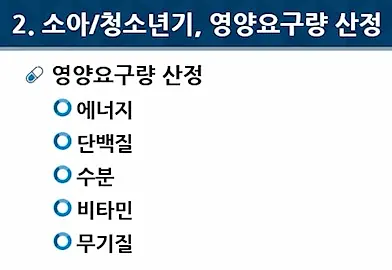 2. 소아/청소년기, 영양요구량 산정
영양요구량 산정
에너지
단백질
수분
비타민
무기질